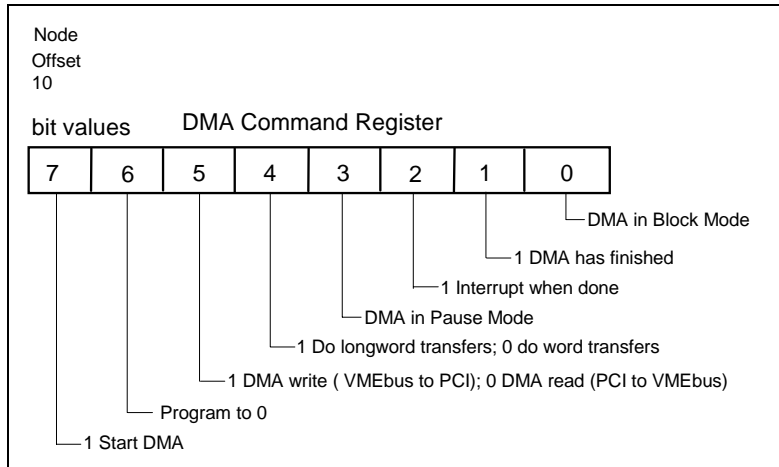 Node
Offset
10
bit values DMA Command Register
7 6 5 4 3 2 1 0
DMA in Block Mode
1 DMA has finished
1 Interrupt when done
DMA in Pause Mode
1 Do longword transfers; 0 do word transfers
1 DMA write ( VMEbus to PCI); 0 DMA read (PCI to VMEbus)
Program to 0
1 Start DMA